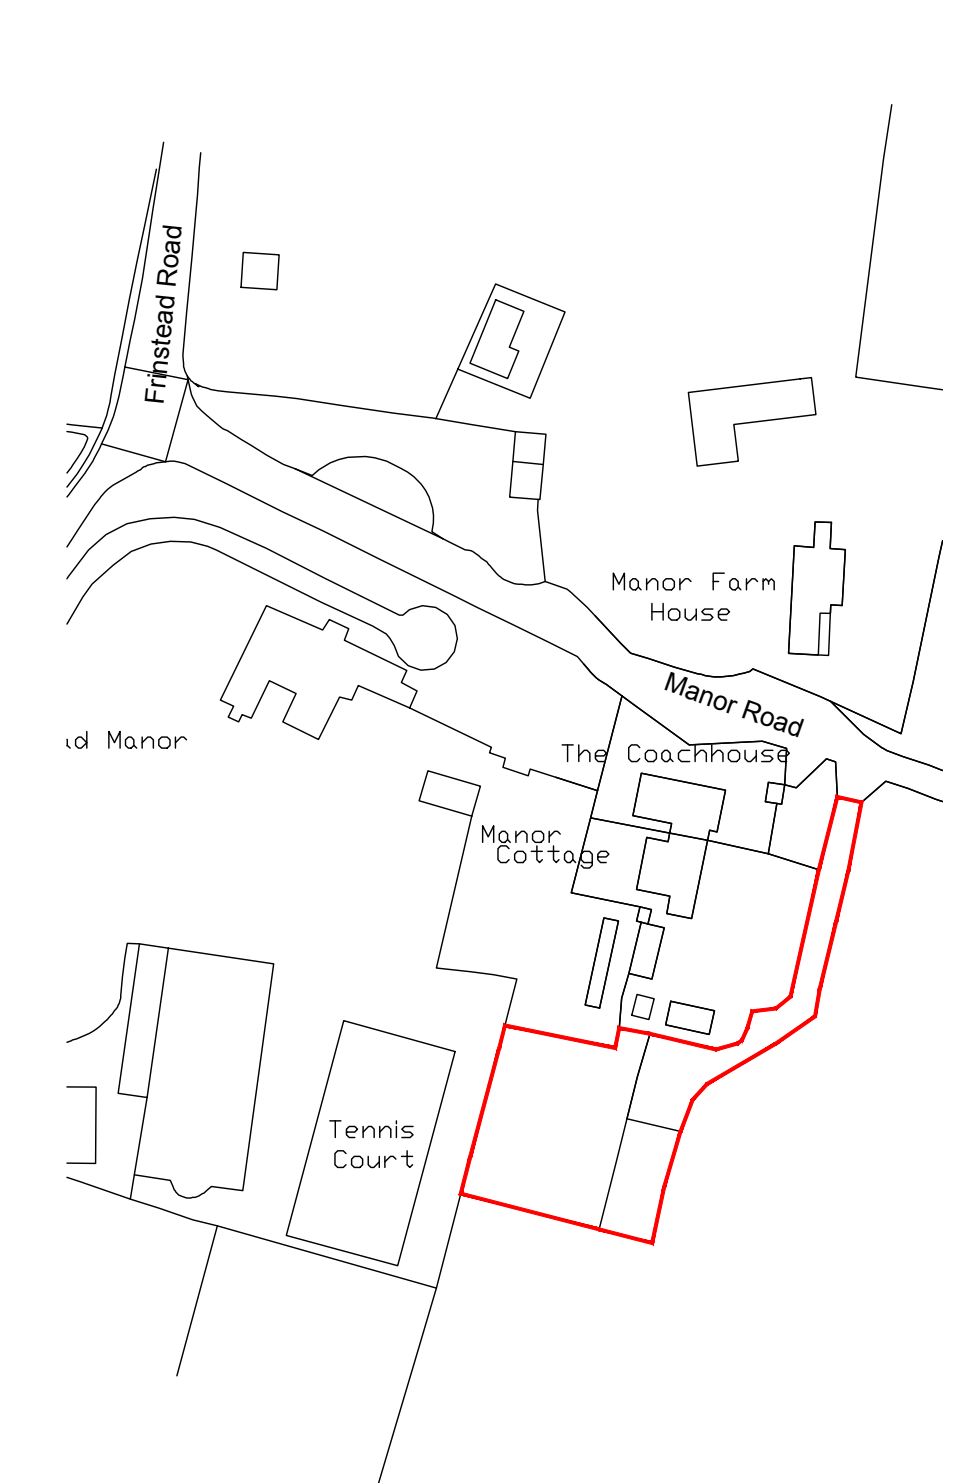 Frinstead Road
Manor Farm
House
Manor Road
Manor
The Coachhouse
Manor
Cottage
Tennis
Court